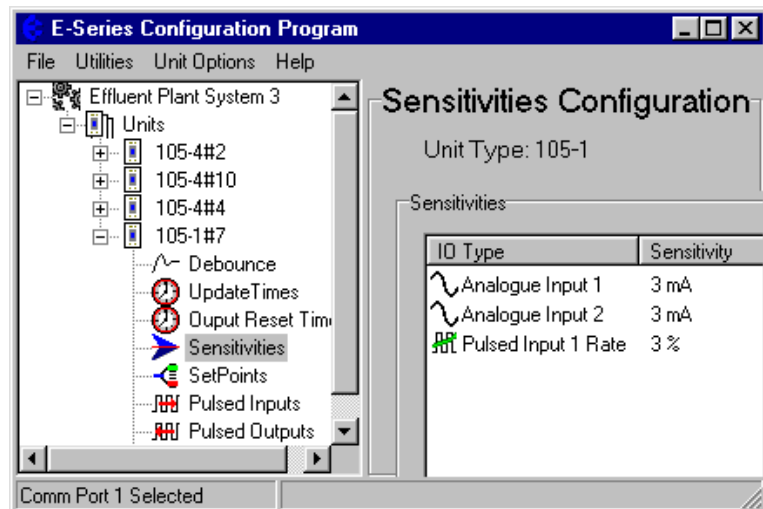 E-Series Configuration Program
File Utilities Unit Options Help
Effluent Plant System 3
Units
105-4#2
105-4#10
105-4#4
105-1#7
Debounce
UpdateTimes
Ouput Reset Tim
Sensitivities
SetPoints
Pulsed Inputs
Pulsed Outputs
Sensitivities Configuration
Unit Type: 105-1
Sensitivities
IO Type Sensitivity
Analogue Input 1 3 mA
Analogue Input 2 3 mA
Pulsed Input 1 Rate 3 %
Comm Port 1 Selected